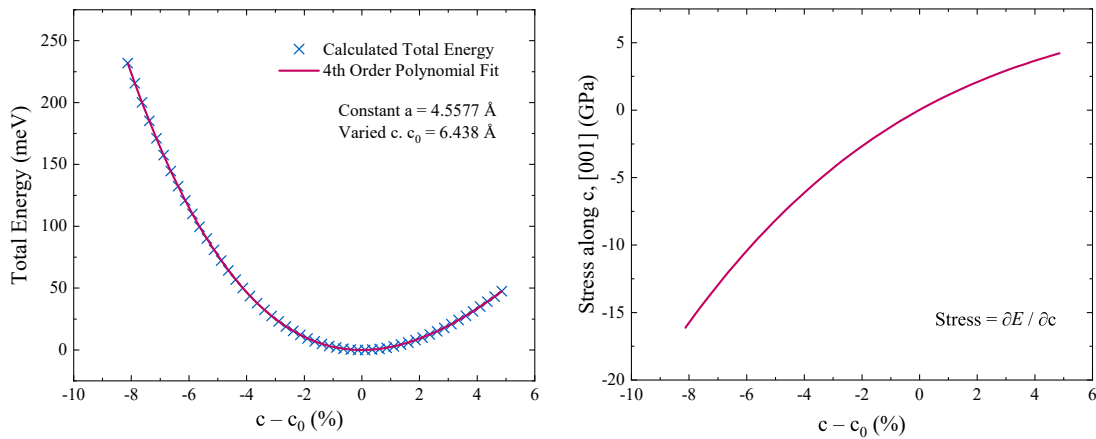 250
200
150
100
50
0
Total Energy (meV)
Calculated Total Energy
4th Order Polynomial Fit
Constant a = 4.5577 Å
Varied c. c₀ = 6.438 Å
-10 -8 -6 -4 -2 0 2 4 6
c – c₀ (%)
5
0
-5
-10
-15
-20
Stress along c, [001] (GPa)
Stress = ∂E / ∂c
-10 -8 -6 -4 -2 0 2 4 6
c – c₀ (%)